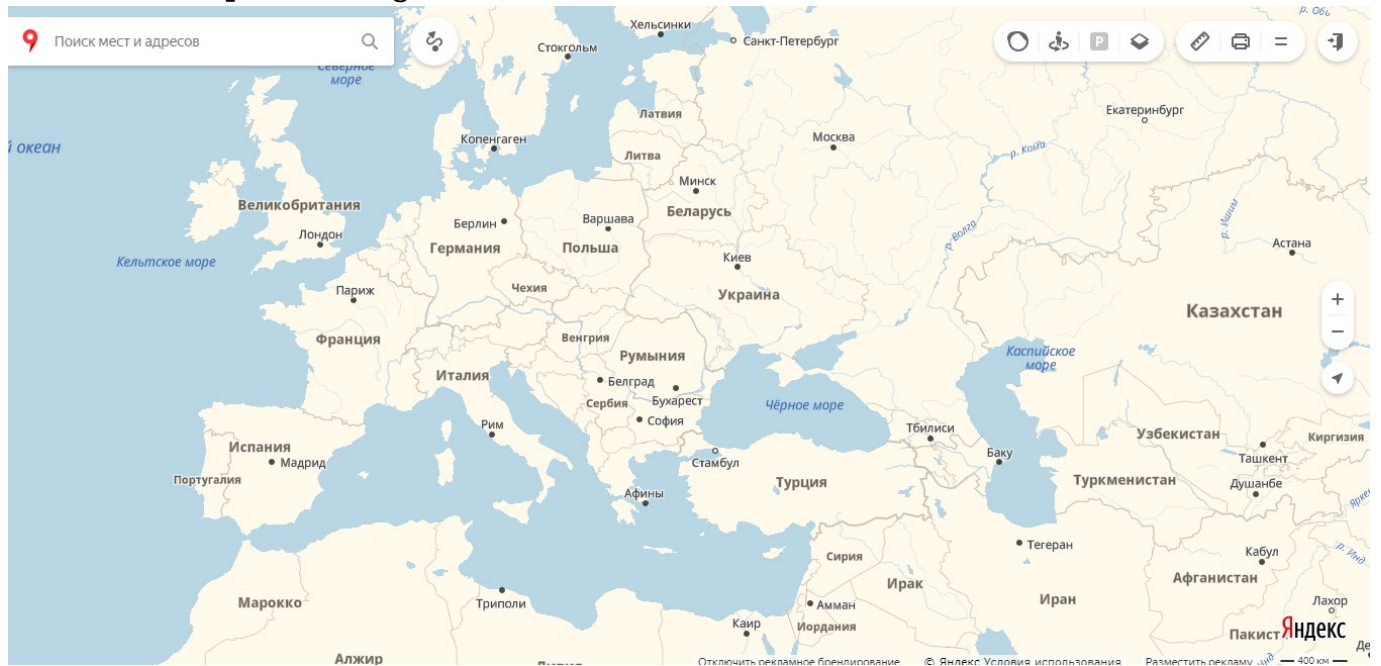 р. Обь
Хельсинки
Поиск мест и адресов
Стокгольм
Санкт-Петербург
P
Северное
море
Екатеринбург
Латвия
Копенгаген
Москва
океан
р. Кама
Литва
Минск
Великобритания
Беларусь
Берлин
Варшава
р. Ишим
Лондон
р. Волга
Германия
Польша
Астана
Киев
Кельтское море
Чехия
Париж
Украина
Казахстан
Франция
Венгрия
Румыния
Каспийское
море
Италия
Белград
Бухарест
Сербия
Чёрное море
София
Рим
Тбилиси
Узбекистан
Киргизия
Испания
Баку
Мадрид
Стамбул
Ташкент
Португалия
Турция
Туркменистан
Душанбе
Афины
Тегеран
Кабул
р. Инд
Сирия
Ирак
Афганистан
Марокко
Триполи
Амман
Иран
Лахор
Каир
Иордания
Пакист
Яндекс
Алжир
Отключить рекламное брендирование
© Яндекс Условия использования
Разместить рекламу
400 км